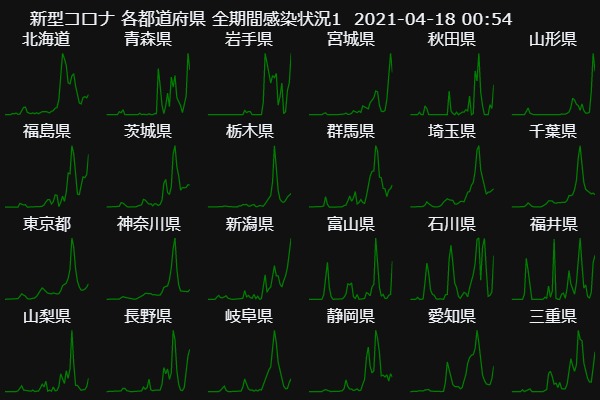 新型コロナ 各都道府県 全期間感染状況1 2021-04-18 00:54
北海道 青森県 岩手県 宮城県 秋田県 山形県
福島県 茨城県 栃木県 群馬県 埼玉県 千葉県
東京都 神奈川県 新潟県 富山県 石川県 福井県
山梨県 長野県 岐阜県 静岡県 愛知県 三重県